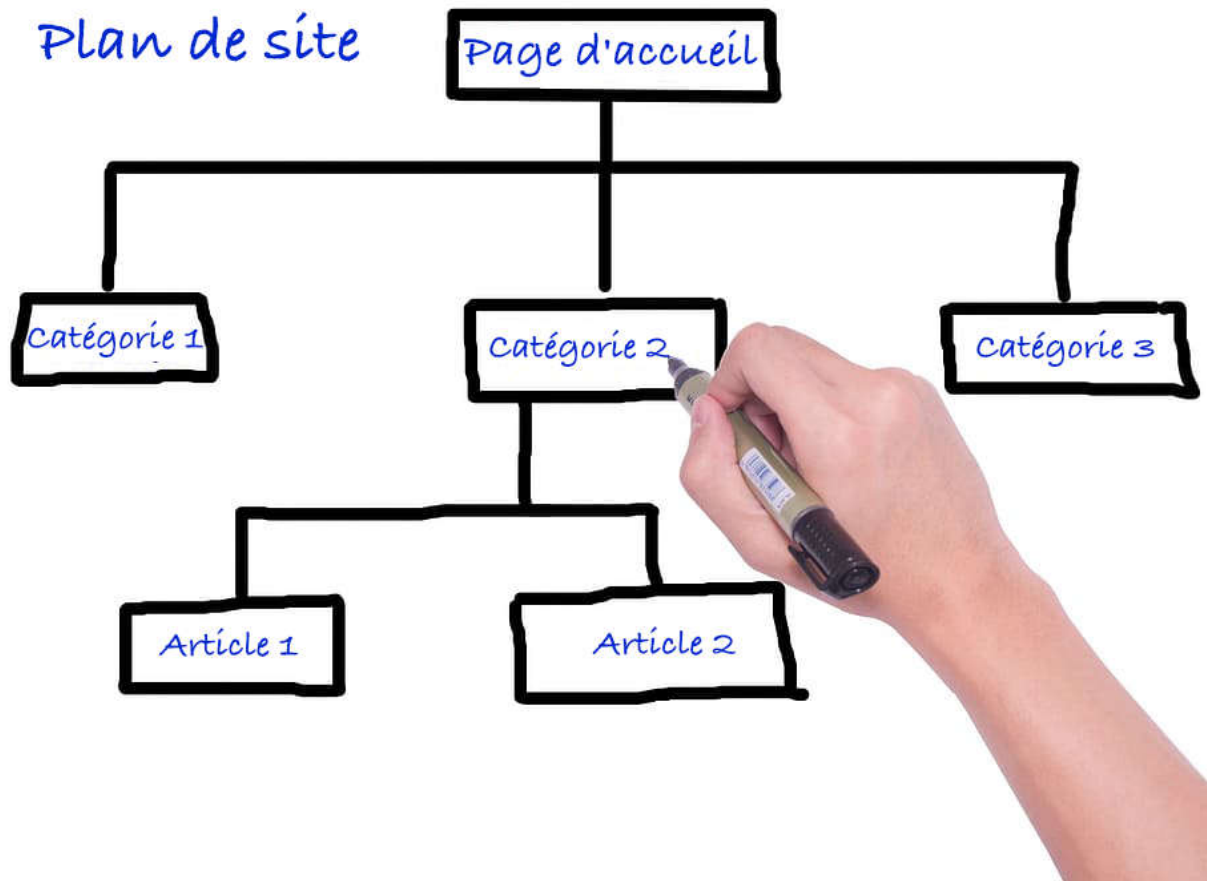 Plan de site
Page d'accueil
Catégorie 1
Catégorie 2
Catégorie 3
Article 1
Article 2